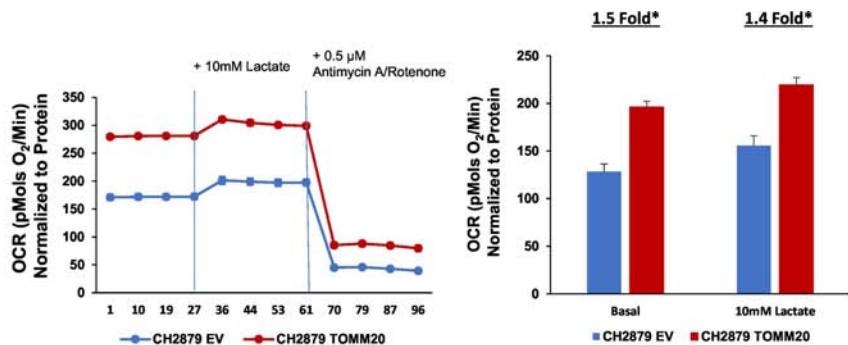 + 10mM Lactate
+ 0.5 µM
Antimycin A/Rotenone
OCR (pMols O₂/Min)
Normalized to Protein
350
300
250
200
150
100
50
0
1 10 19 27 36 44 53 61 70 79 87 96
CH2879 EV CH2879 TOMM20
1.5 Fold* 1.4 Fold*
OCR (pMols O₂/Min)
Normalized to Protein
250
200
150
100
50
0
Basal 10mM Lactate
CH2879 EV CH2879 TOMM20